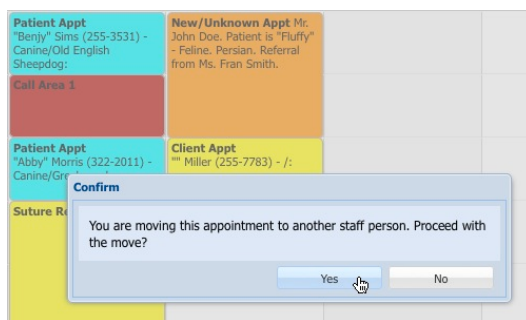 Patient Appt
"Benjy" Sims (255-3531) -
Canine/Old English
Sheepdog:
New/Unknown Appt Mr.
John Doe. Patient is "Fluffy"
- Feline. Persian. Referral
from Ms. Fran Smith.
Call Area 1
Patient Appt
"Abby" Morris (322-2011) -
Client Appt
"" Miller (255-7783) - /:
Suture
Confirm
You are moving this appointment to another staff person. Proceed with
the move?
Yes
No